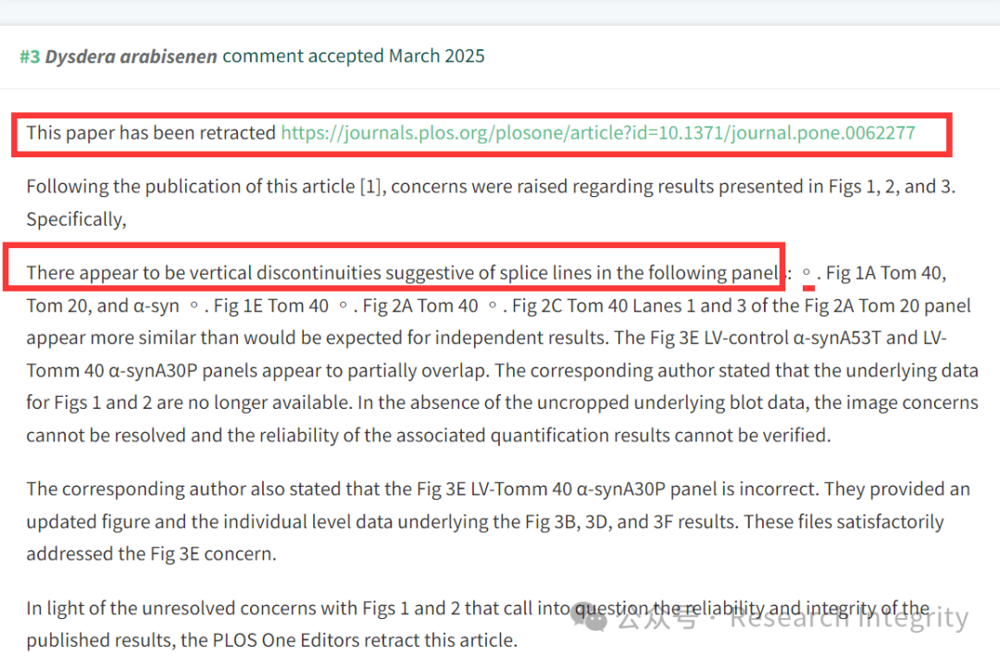 #3 Dysdera arabisenen comment accepted March 2025
This paper has been retracted https://journals.plos.org/plosone/article?id=10.1371/journal.pone.0062277
Following the publication of this article [1], concerns were raised regarding results presented in Figs 1, 2, and 3.
Specifically,
There appear to be vertical discontinuities suggestive of splice lines in the following panels: ◦ . Fig 1A Tom 40,
Tom 20, and α-syn ◦ . Fig 1E Tom 40 ◦ . Fig 2A Tom 40 ◦ . Fig 2C Tom 40 Lanes 1 and 3 of the Fig 2A Tom 20 panel
appear more similar than would be expected for independent results. The Fig 3E LV-control α-synA53T and LV-
Tomm 40 α-synA30P panels appear to partially overlap. The corresponding author stated that the underlying data
for Figs 1 and 2 are no longer available. In the absence of the uncropped underlying blot data, the image concerns
cannot be resolved and the reliability of the associated quantification results cannot be verified.
The corresponding author also stated that the Fig 3E LV-Tomm 40 α-synA30P panel is incorrect. They provided an
updated figure and the individual level data underlying the Fig 3B, 3D, and 3F results. These files satisfactorily
addressed the Fig 3E concern.
In light of the unresolved concerns with Figs 1 and 2 that call into question the reliability and integrity of the
公众号 · Research Integrity
published results, the PLOS One Editors retract this article.